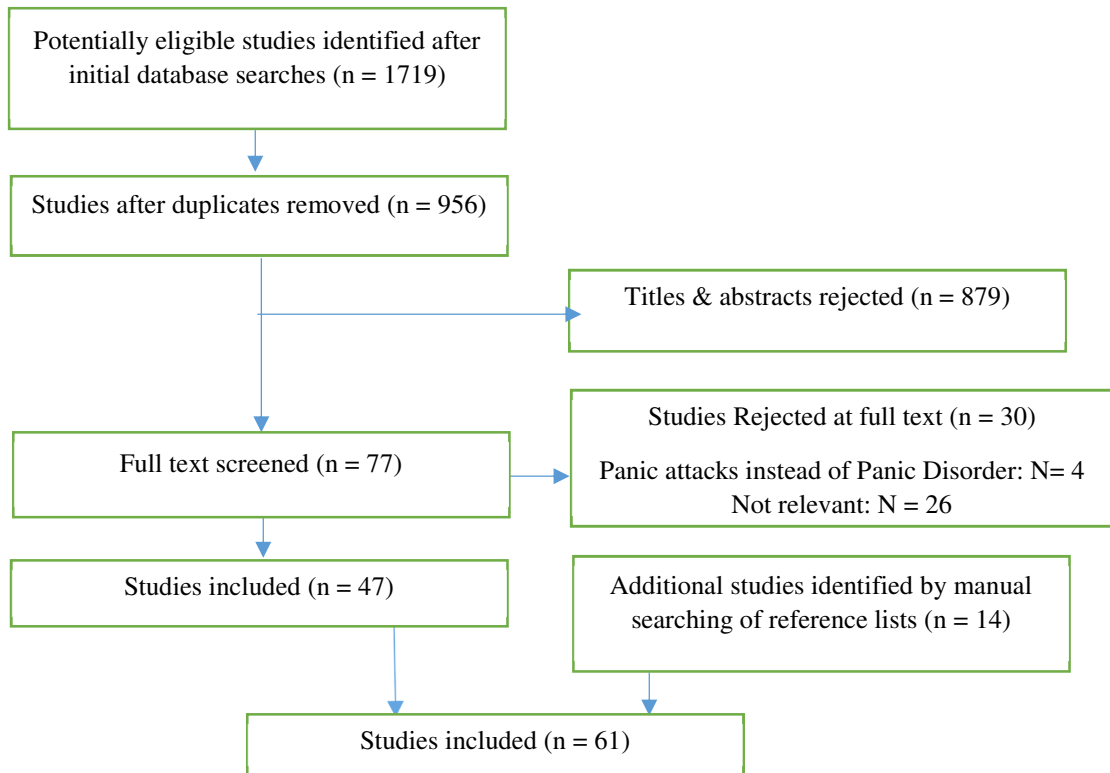 Potentially eligible studies identified after
initial database searches (n = 1719)
Studies after duplicates removed (n = 956)
Titles & abstracts rejected (n = 879)
Studies Rejected at full text (n = 30)
Panic attacks instead of Panic Disorder: N= 4
Not relevant: N = 26
Full text screened (n = 77)
Studies included (n = 47)
Additional studies identified by manual
searching of reference lists (n = 14)
Studies included (n = 61)